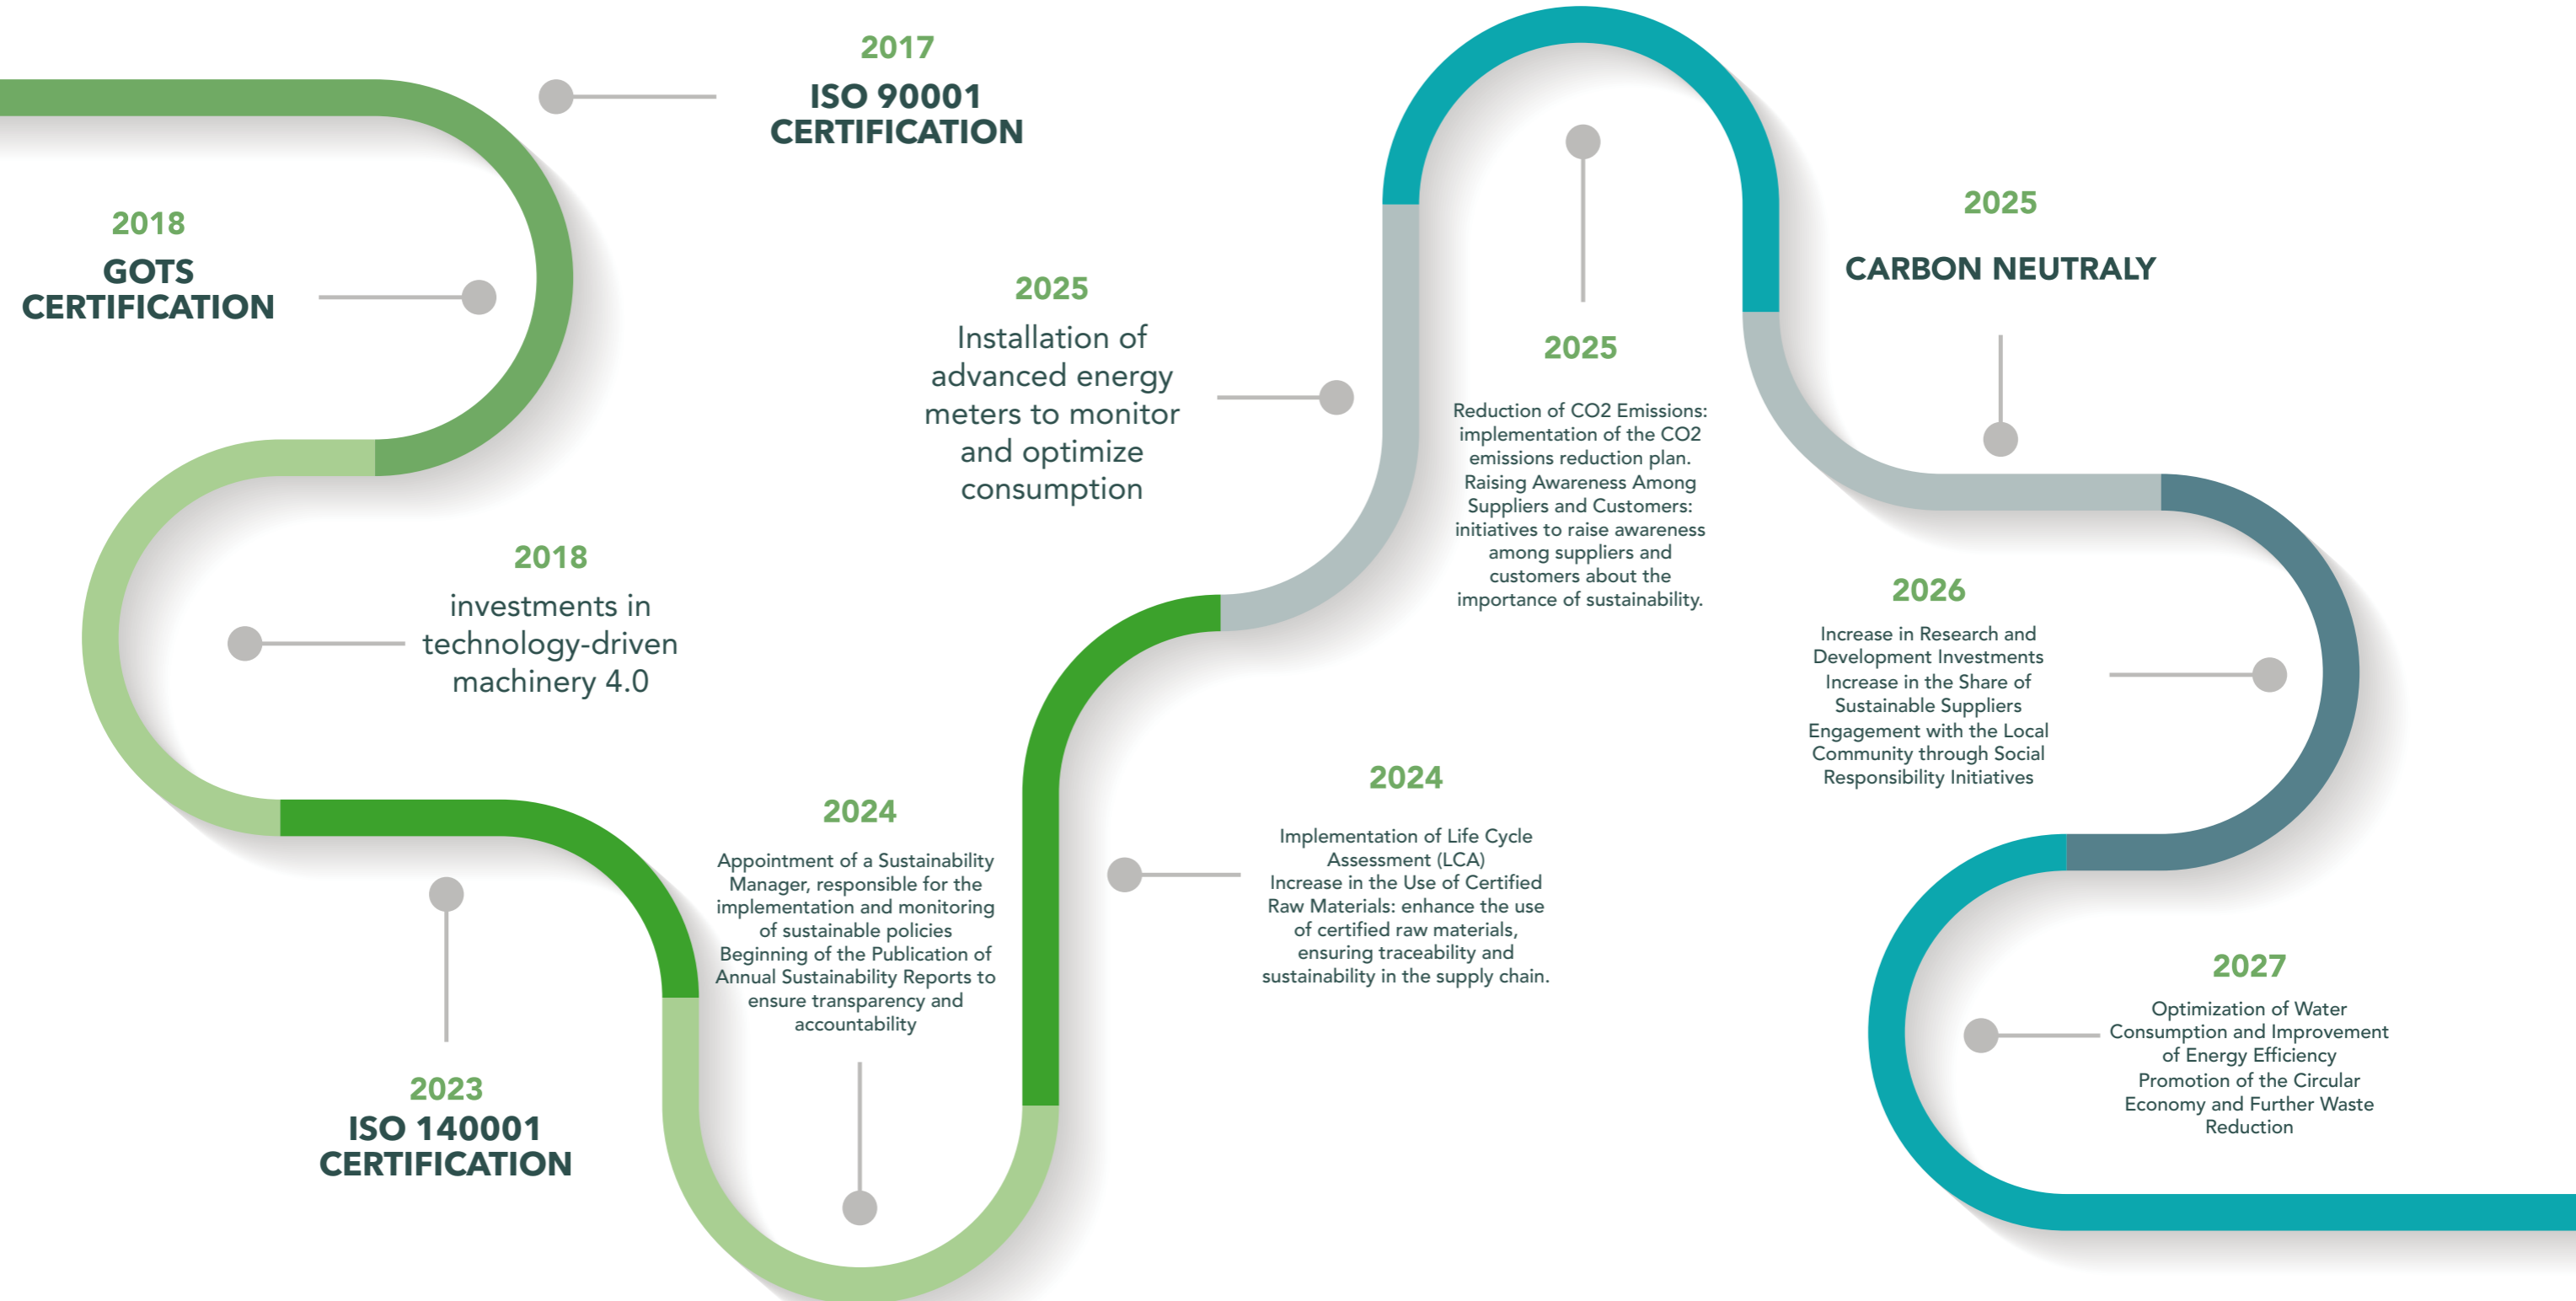 2017
ISO 90001
CERTIFICATION
2018
GOTS
CERTIFICATION
2018
investments in
technology-driven
machinery 4.0
2023
ISO 140001
CERTIFICATION
2024
Appointment of a Sustainability
Manager, responsible for the
implementation and monitoring
of sustainable policies
Beginning of the Publication of
Annual Sustainability Reports to
ensure transparency and
accountability
2024
Implementation of Life Cycle
Assessment (LCA)
Increase in the Use of Certified
Raw Materials: enhance the use
of certified raw materials,
ensuring traceability and
sustainability in the supply chain.
2025
Installation of
advanced energy
meters to monitor
and optimize
consumption
2025
Reduction of CO2 Emissions:
implementation of the CO2
emissions reduction plan.
Raising Awareness Among
Suppliers and Customers:
initiatives to raise awareness
among suppliers and
customers about the
importance of sustainability.
2025
CARBON NEUTRALY
2026
Increase in Research and
Development Investments
Increase in the Share of
Sustainable Suppliers
Engagement with the Local
Community through Social
Responsibility Initiatives
2027
Optimization of Water
Consumption and Improvement
of Energy Efficiency
Promotion of the Circular
Economy and Further Waste
Reduction